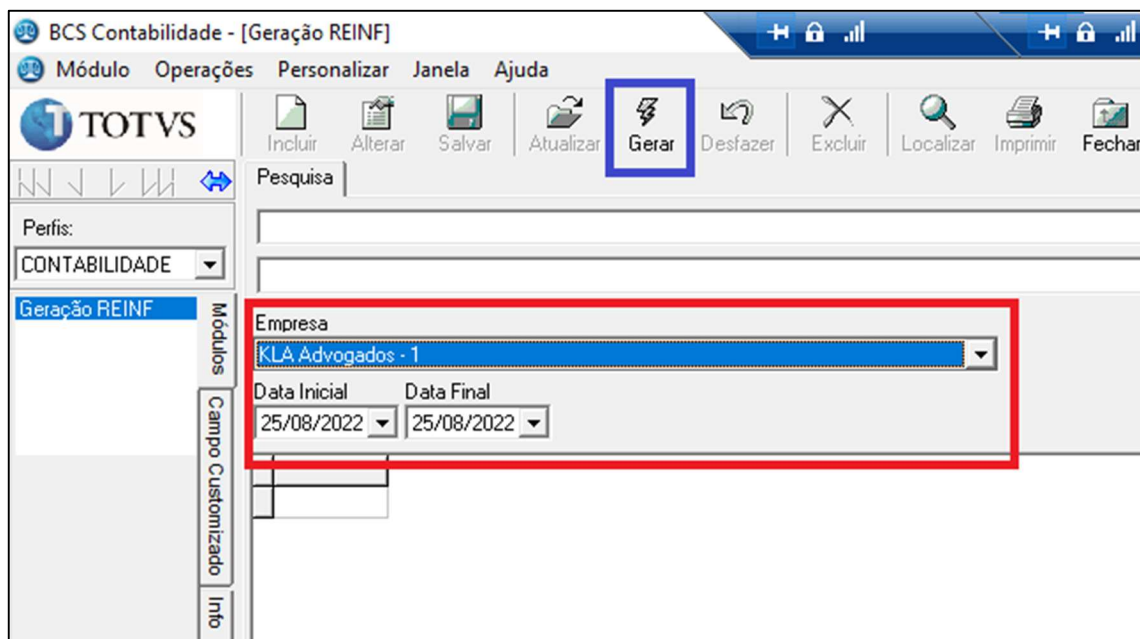 BCS Contabilidade - [Geração REINF]
Módulo Operações Personalizar Janela Ajuda
TOTVS
Incluir Alterar Salvar Atualizar Gerar Desfazer Excluir Localizar Imprimir Fechar
Pesquisa
Perfis:
CONTABILIDADE
Geração REINF
Módulos
Campo Customizado
Info
Empresa
KLA Advogados - 1
Data Inicial Data Final
25/08/2022 25/08/2022